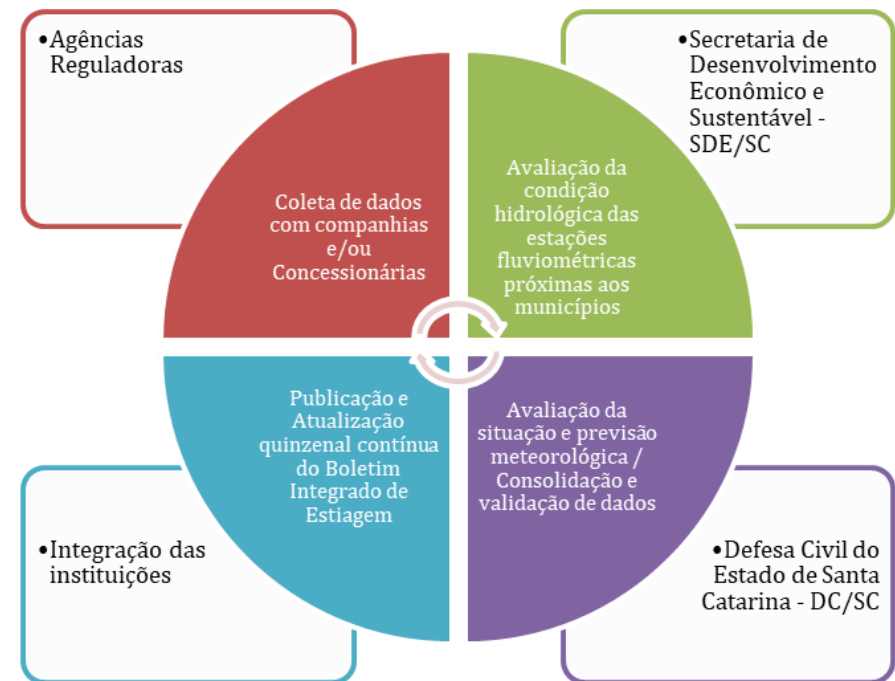 •Agências
Reguladoras
•Secretaria de
Desenvolvimento
Econômico e
Sustentável -
SDE/SC
Coleta de dados
com companhias
e/ou
Concessionárias
Avaliação da
condição
hidrológica das
estações
fluviométricas
próximas aos
municípios
Publicação e
Atualização
quinzenal contínua
do Boletim
Integrado de
Estiagem
Avaliação da
situação e previsão
meteorológica /
Consolidação e
validação de dados
•Integração das
instituições
•Defesa Civil do
Estado de Santa
Catarina - DC/SC